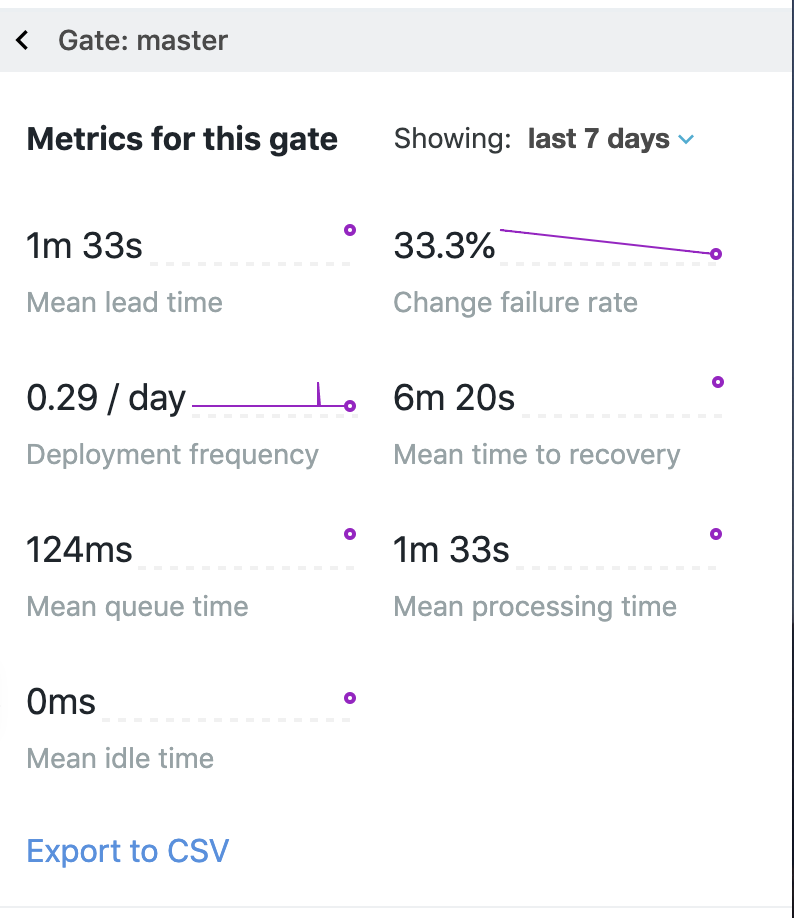 Gate: master
Metrics for this gate
Showing: last 7 days
1m 33s
Mean lead time
33.3%
Change failure rate
0.29 / day
Deployment frequency
6m 20s
Mean time to recovery
124ms
Mean queue time
1m 33s
Mean processing time
0ms
Mean idle time
Export to CSV